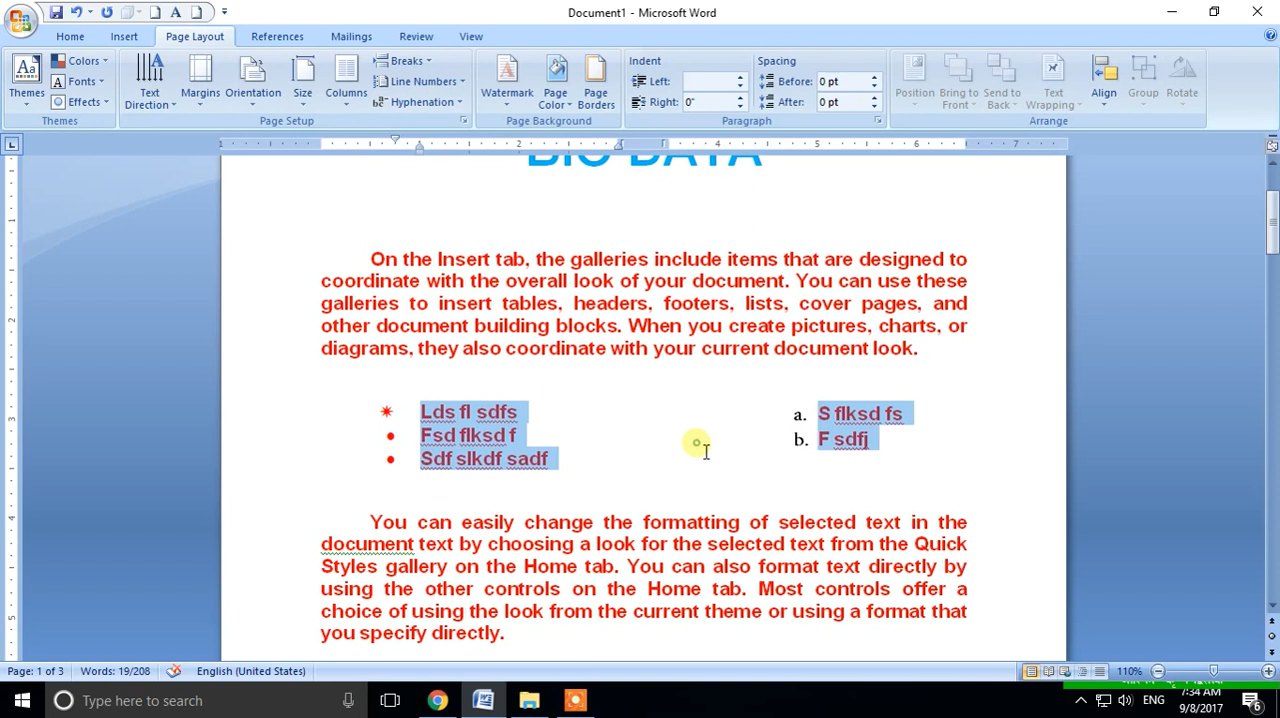 Document1 - Microsoft Word
Home Insert Page Layout References Mailings Review View
Themes
Colors
Fonts
Effects
Themes
Text Direction
Margins
Orientation
Size
Columns
Breaks
Line Numbers
Hyphenation
Page Setup
Watermark
Page Color
Page Borders
Page Background
Indent
Left:
Right: 0"
Spacing
Before: 0 pt
After: 0 pt
Paragraph
Position
Bring to Front
Send to Back
Text Wrapping
Align
Group
Rotate
Arrange
1 2 4 5 6 7
BIO DATA
On the Insert tab, the galleries include items that are designed to
coordinate with the overall look of your document. You can use these
galleries to insert tables, headers, footers, lists, cover pages, and
other document building blocks. When you create pictures, charts, or
diagrams, they also coordinate with your current document look.
Lds fl sdfs
Fsd flksd f
Sdf slkdf sadf
a. S flksd fs
b. F sdfj
You can easily change the formatting of selected text in the
document text by choosing a look for the selected text from the Quick
Styles gallery on the Home tab. You can also format text directly by
using the other controls on the Home tab. Most controls offer a
choice of using the look from the current theme or using a format that
you specify directly.
Page: 1 of 3 Words: 19/208 English (United States) 110%
Type here to search
ENG
7:34 AM
9/8/2017
6